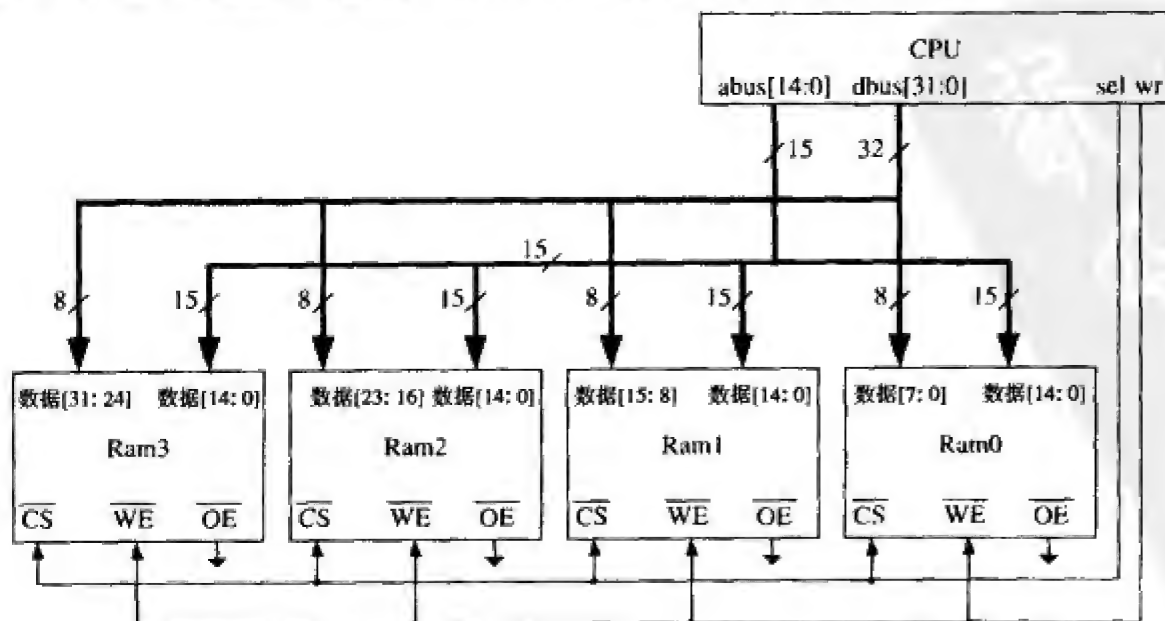 CPU
abus[14:0] dbus[31:0] sel wr
15 32
15
8 15 8 15 8 15 8 15
数据[31: 24] 数据[14: 0] 数据[23: 16] 数据[14: 0] 数据[15: 8] 数据[14: 0] 数据[7: 0] 数据[14: 0]
Ram3 Ram2 Ram1 Ram0
CS WE OE CS WE OE CS WE OE CS WE OE